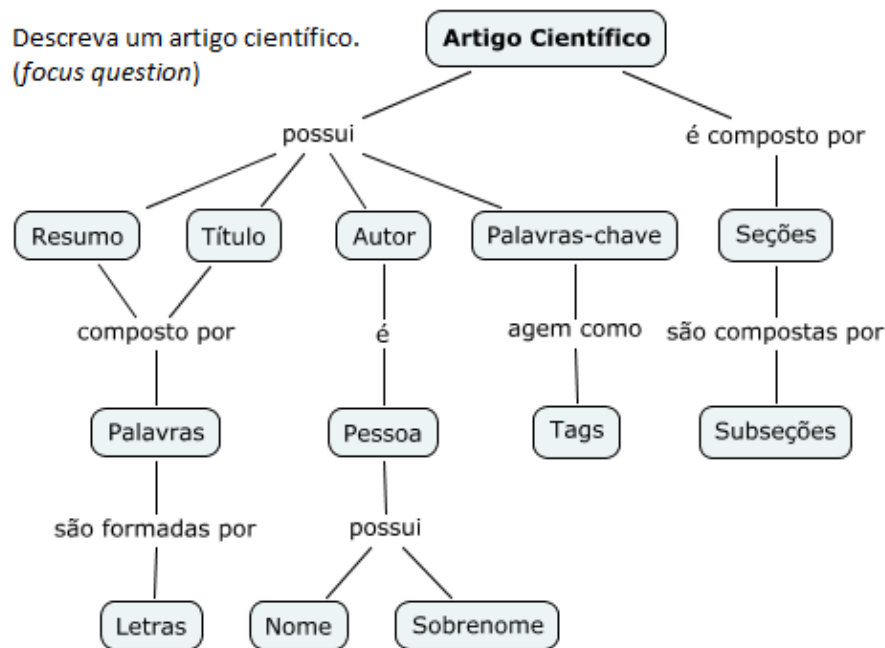 Descreva um artigo científico.
(focus question)
Artigo Científico
possui
é composto por
Resumo
Título
Autor
Palavras-chave
Seções
composto por
é
agem como
são compostas por
Palavras
Pessoa
Tags
Subseções
são formadas por
possui
Letras
Nome
Sobrenome